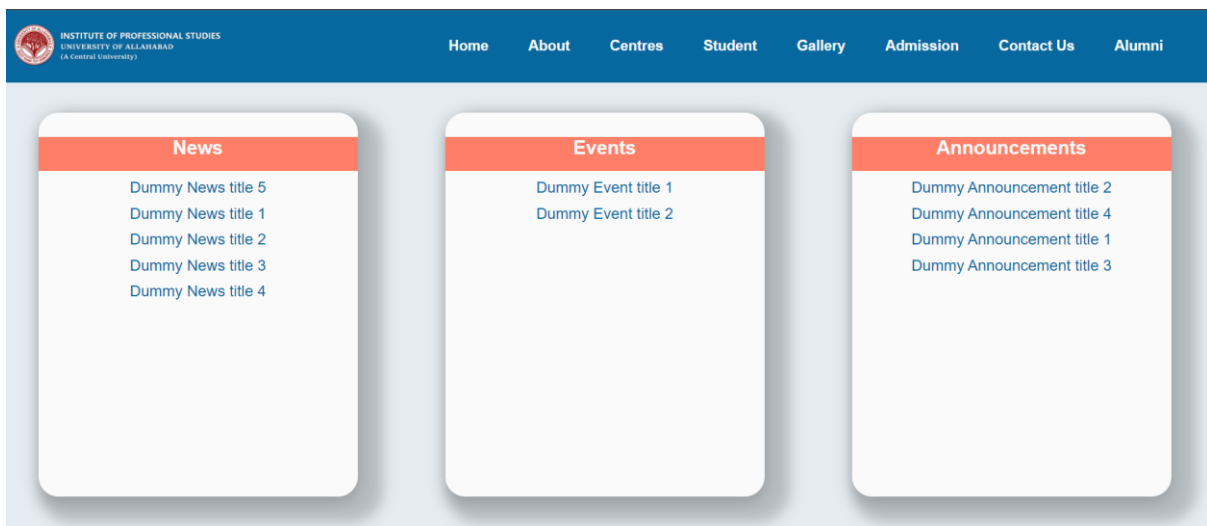 INSTITUTE OF PROFESSIONAL STUDIES
UNIVERSITY OF ALLAHABAD
(A Central University)
Home About Centres Student Gallery Admission Contact Us Alumni
News
Dummy News title 5
Dummy News title 1
Dummy News title 2
Dummy News title 3
Dummy News title 4
Events
Dummy Event title 1
Dummy Event title 2
Announcements
Dummy Announcement title 2
Dummy Announcement title 4
Dummy Announcement title 1
Dummy Announcement title 3